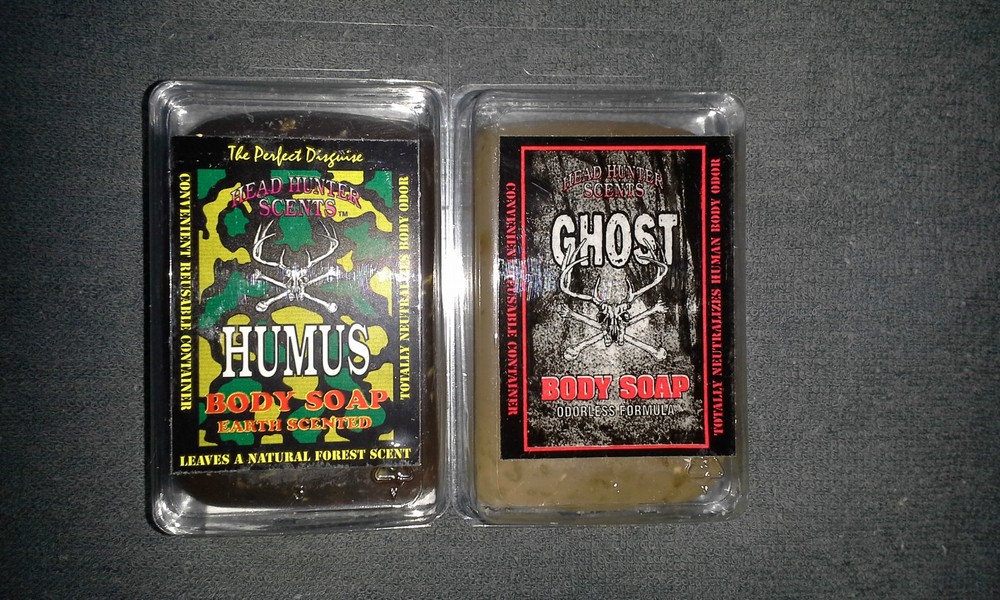 The Perfect Disguise
HEAD HUNTER
SCENTS™
CONVENIENT REUSABLE CONTAINER
TOTALLY NEUTRALIZES BODY ODOR
HUMUS
BODY SOAP
EARTH SCENTED
LEAVES A NATURAL FOREST SCENT
HEAD HUNTER
SCENTS
GHOST
CONVENIENT REUSABLE CONTAINER
TOTALLY NEUTRALIZES HUMAN BODY ODOR
BODY SOAP
ODORLESS FORMULA